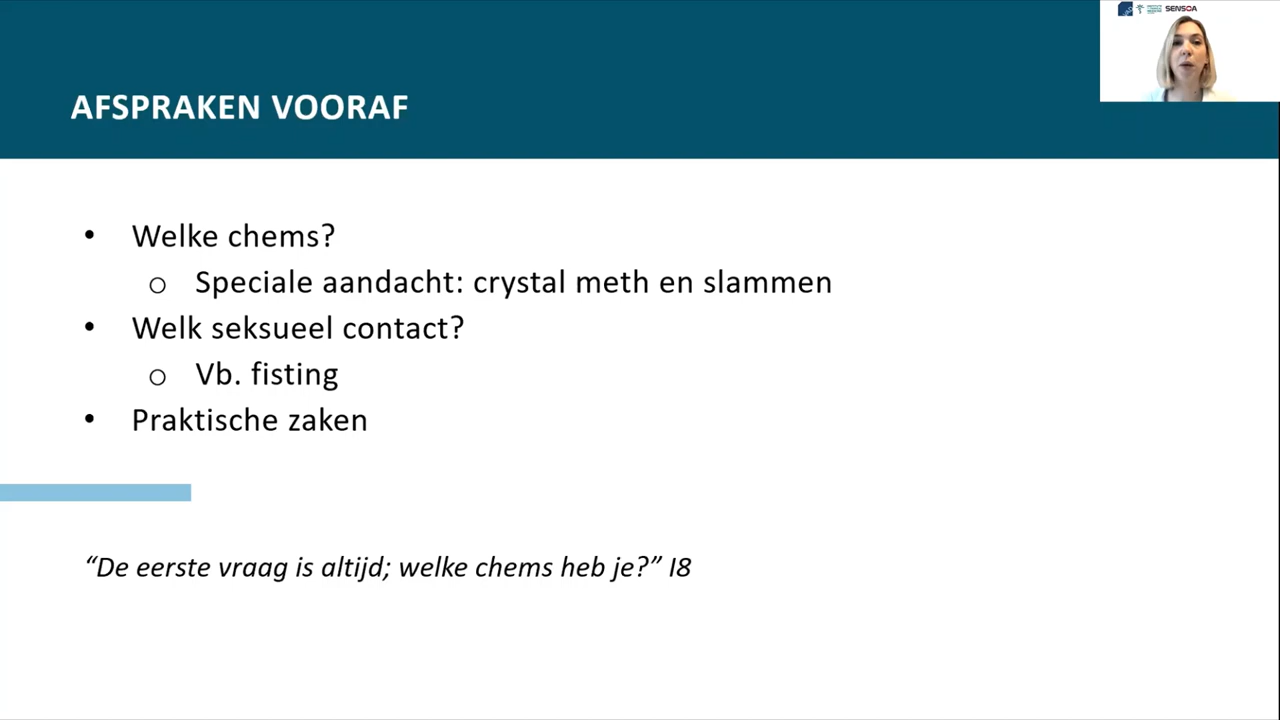 SENSOA
AFSPRAKEN VOORAF
• Welke chems?
o Speciale aandacht: crystal meth en slammen
• Welk seksueel contact?
o Vb. fisting
• Praktische zaken
“De eerste vraag is altijd; welke chems heb je?” I8